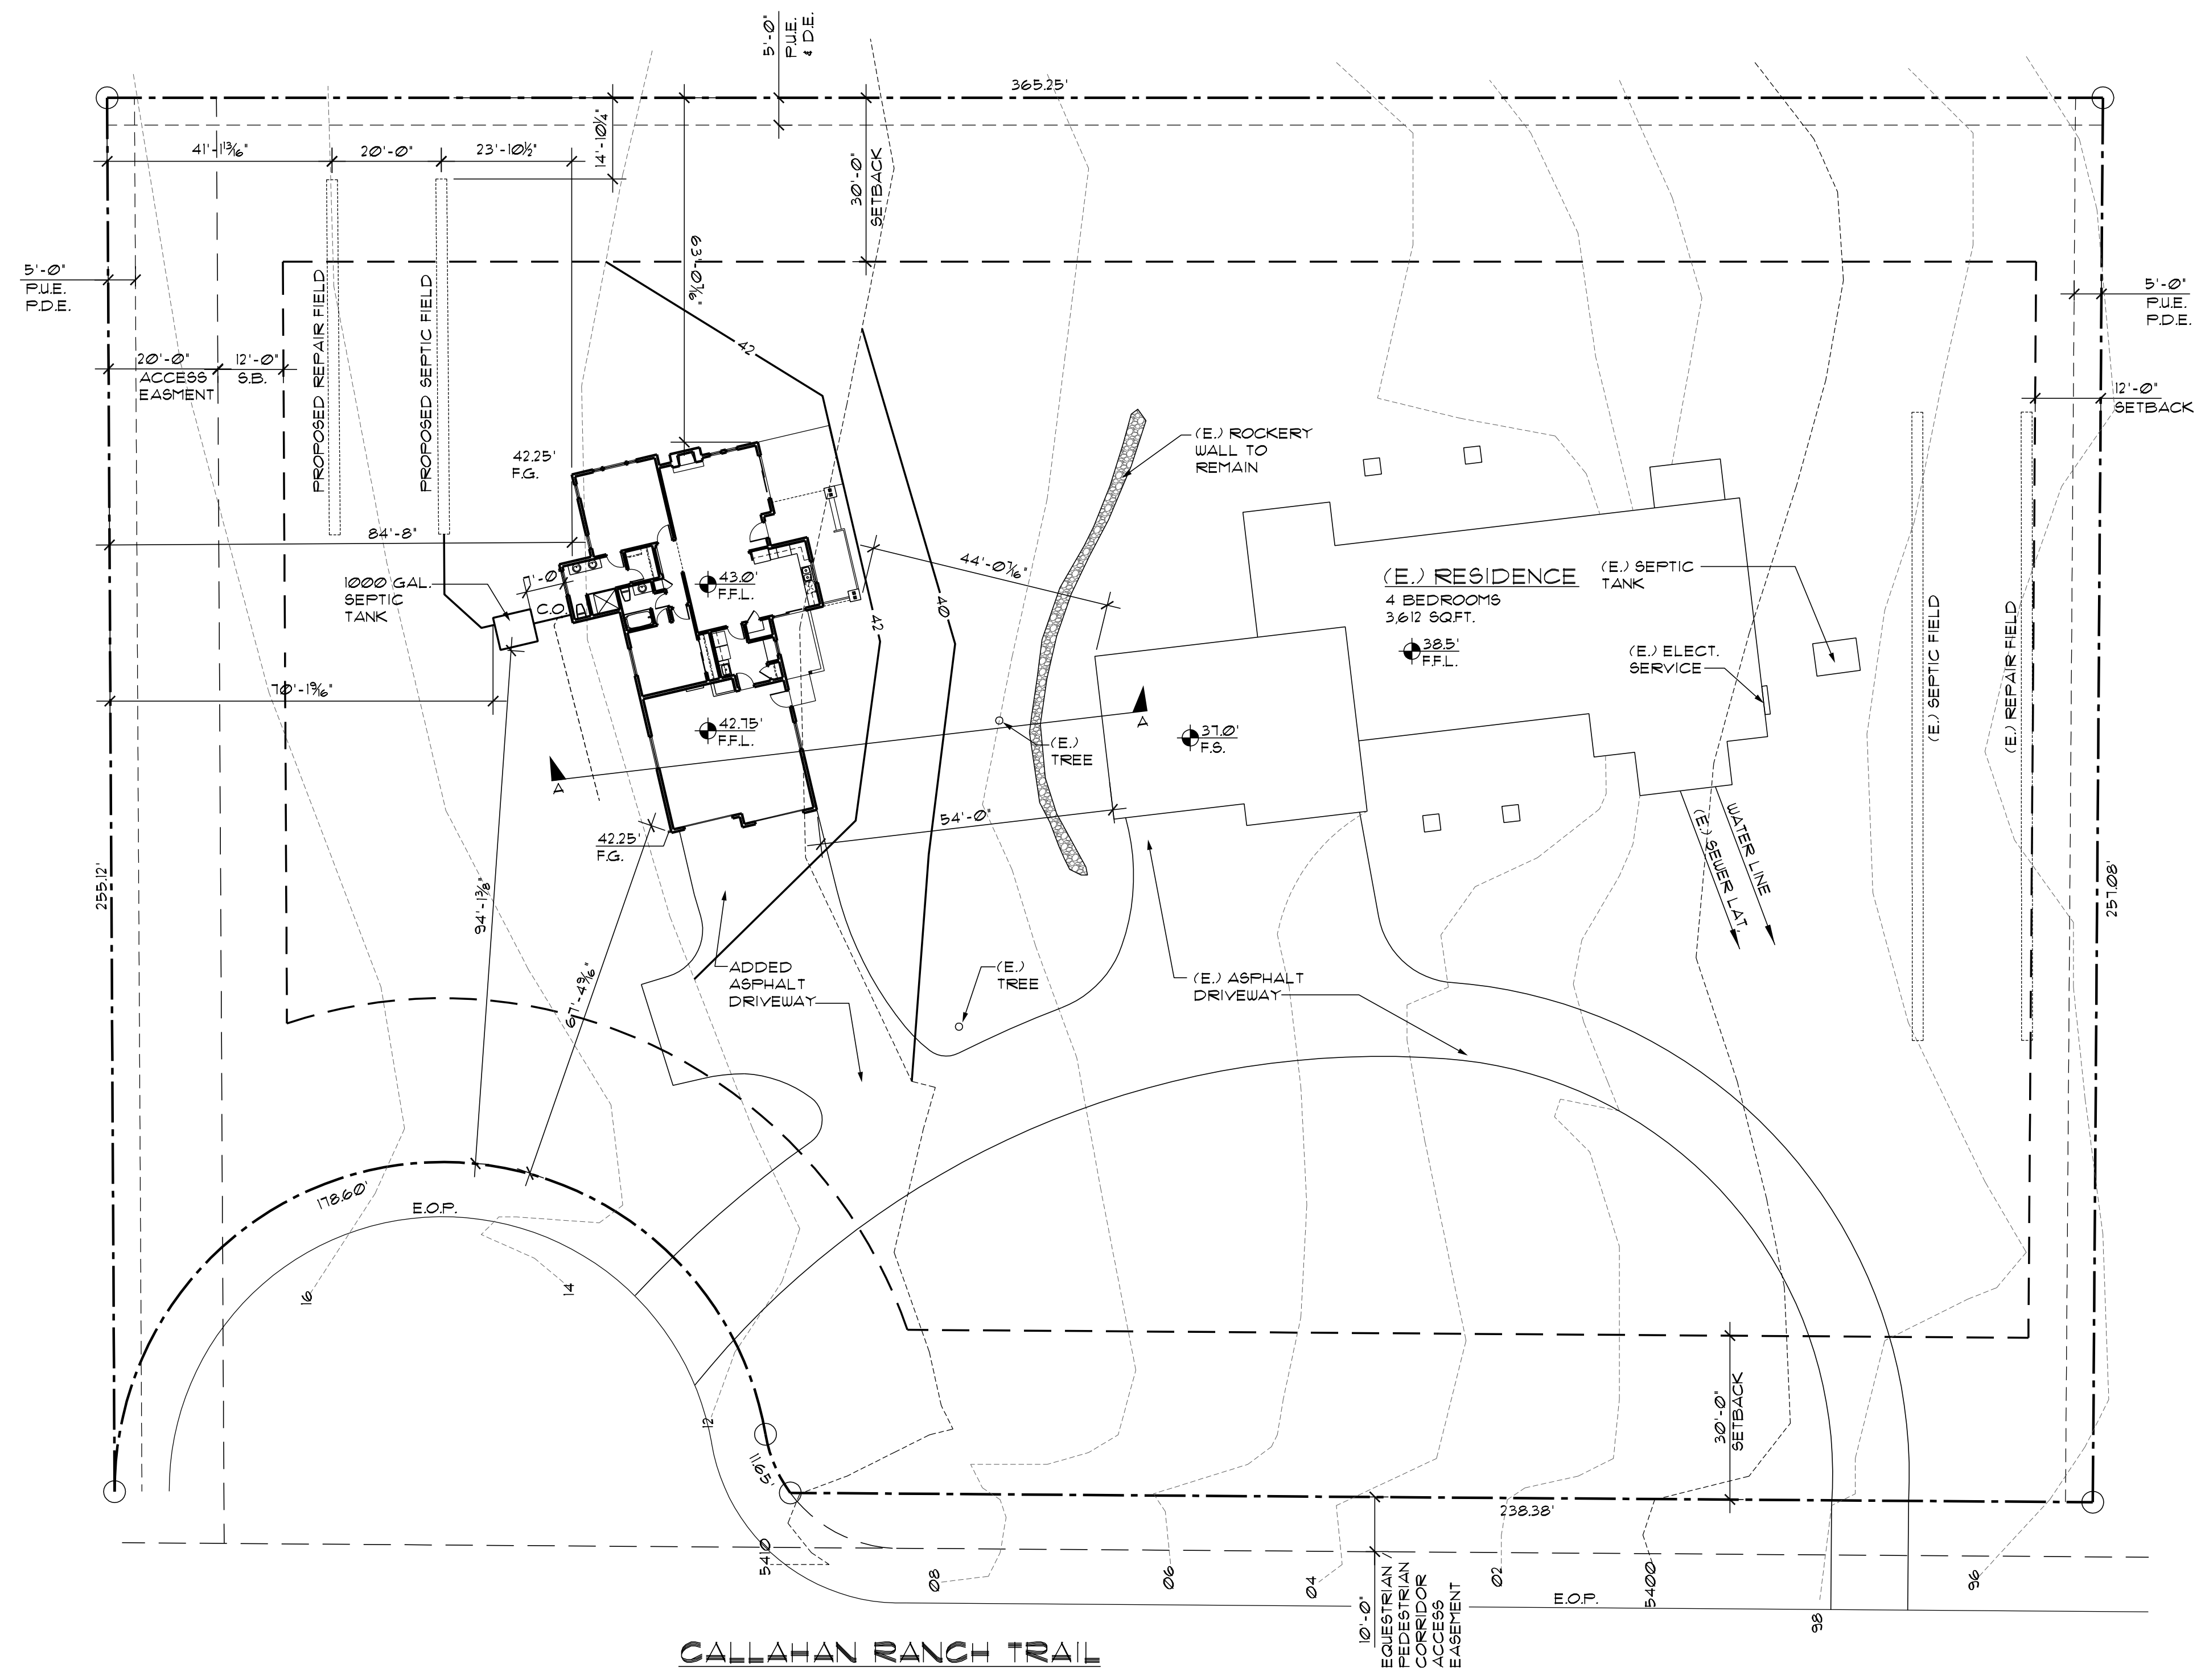 5'-0"
P.U.E.
& D.E.
365.25'
41'-1 13/16"
20'-0"
23'-10½"
14'-10¼"
30'-0"
SETBACK
63'-0 7/16"
5'-0"
P.U.E.
P.D.E.
5'-0"
P.U.E.
P.D.E.
PROPOSED REPAIR FIELD
PROPOSED SEPTIC FIELD
20'-0"
ACCESS
EASMENT
12'-0"
S.B.
42
12'-0"
SETBACK
(E.) ROCKERY
WALL TO
REMAIN
42.25'
F.G.
84'-8"
44'-0 7/16"
1000 GAL.
SEPTIC
TANK
C.O.
43.0'
F.F.L.
42
40
(E.) RESIDENCE
4 BEDROOMS
3,612 SQ.FT.
38.5'
F.F.L.
(E.) SEPTIC
TANK
(E.) ELECT.
SERVICE
(E.) SEPTIC FIELD
(E.) REPAIR FIELD
70'-1 9/16"
42.75'
F.F.L.
A
A
(E.)
TREE
37.0'
F.S.
54'-0"
42.25'
F.G.
WATER LINE
(E.) SEWER LAT.
255.12'
257.08'
94'-1 3/8"
67'-4 9/16"
ADDED
ASPHALT
DRIVEWAY
(E.)
TREE
(E.) ASPHALT
DRIVEWAY
178.60'
E.O.P.
16
14
12
11.65'
30'-0"
SETBACK
238.38'
5410
08
06
04
02
5400
98
96
10'-0"
EQUESTRIAN /
PEDESTRIAN
CORRIDOR
ACCESS
EASEMENT
E.O.P.
CALLAHAN RANCH TRAIL